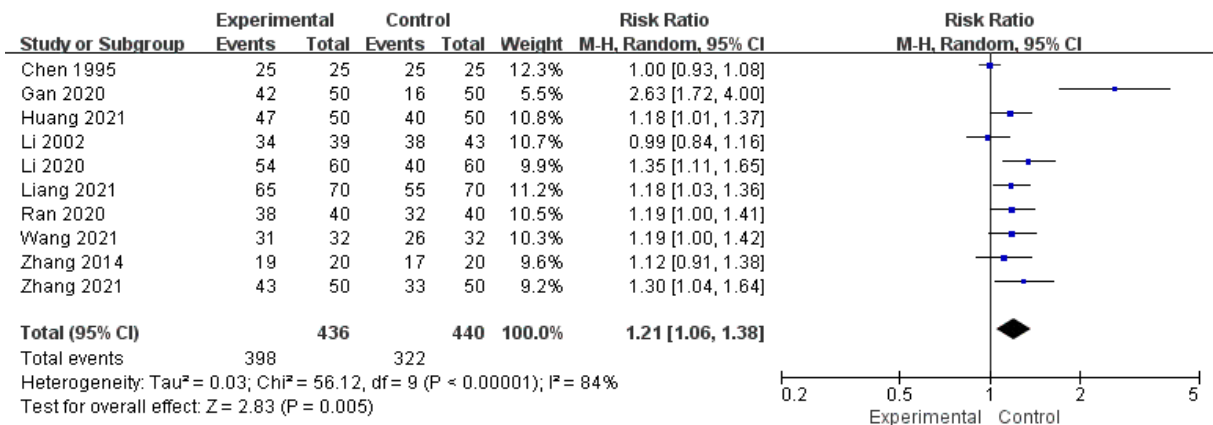 Experimental Control Risk Ratio Risk Ratio
Study or Subgroup Events Total Events Total Weight M-H, Random, 95% CI M-H, Random, 95% CI
Chen 1995 25 25 25 25 12.3% 1.00 [0.93, 1.08]
Gan 2020 42 50 16 50 5.5% 2.63 [1.72, 4.00]
Huang 2021 47 50 40 50 10.8% 1.18 [1.01, 1.37]
Li 2002 34 39 38 43 10.7% 0.99 [0.84, 1.16]
Li 2020 54 60 40 60 9.9% 1.35 [1.11, 1.65]
Liang 2021 65 70 55 70 11.2% 1.18 [1.03, 1.36]
Ran 2020 38 40 32 40 10.5% 1.19 [1.00, 1.41]
Wang 2021 31 32 26 32 10.3% 1.19 [1.00, 1.42]
Zhang 2014 19 20 17 20 9.6% 1.12 [0.91, 1.38]
Zhang 2021 43 50 33 50 9.2% 1.30 [1.04, 1.64]
Total (95% CI) 436 440 100.0% 1.21 [1.06, 1.38]
Total events 398 322
Heterogeneity: Tau² = 0.03; Chi² = 56.12, df = 9 (P < 0.00001); I² = 84%
Test for overall effect: Z = 2.83 (P = 0.005)
0.2 0.5 1 2 5
Experimental Control